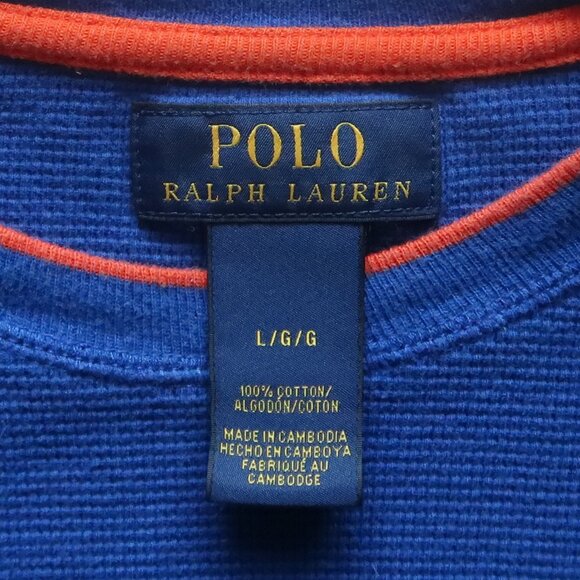 POLO
RALPH LAUREN
L/G/G
100% COTTON/
ALGODÓN/COTON
MADE IN CAMBODIA
HECHO EN CAMBOYA
FABRIQUÉ AU
CAMBODGE